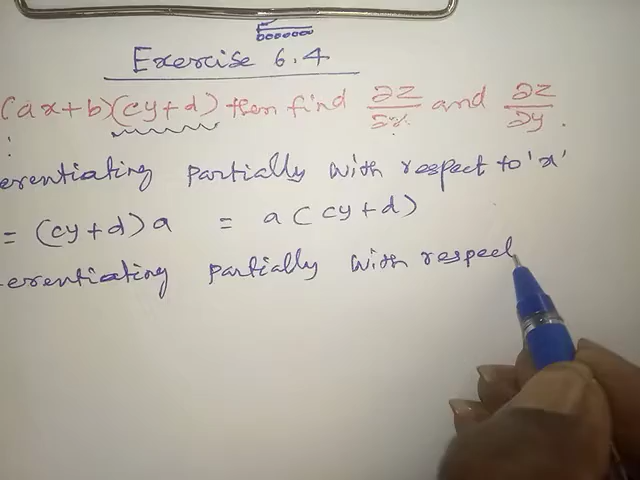 Exercise 6.4
(ax+b)(cy+d) then find ∂z/∂x and ∂z/∂y.
:
erentiating partially with respect to 'x'
= (cy+d)a = a(cy+d)
erentiating partially with respect